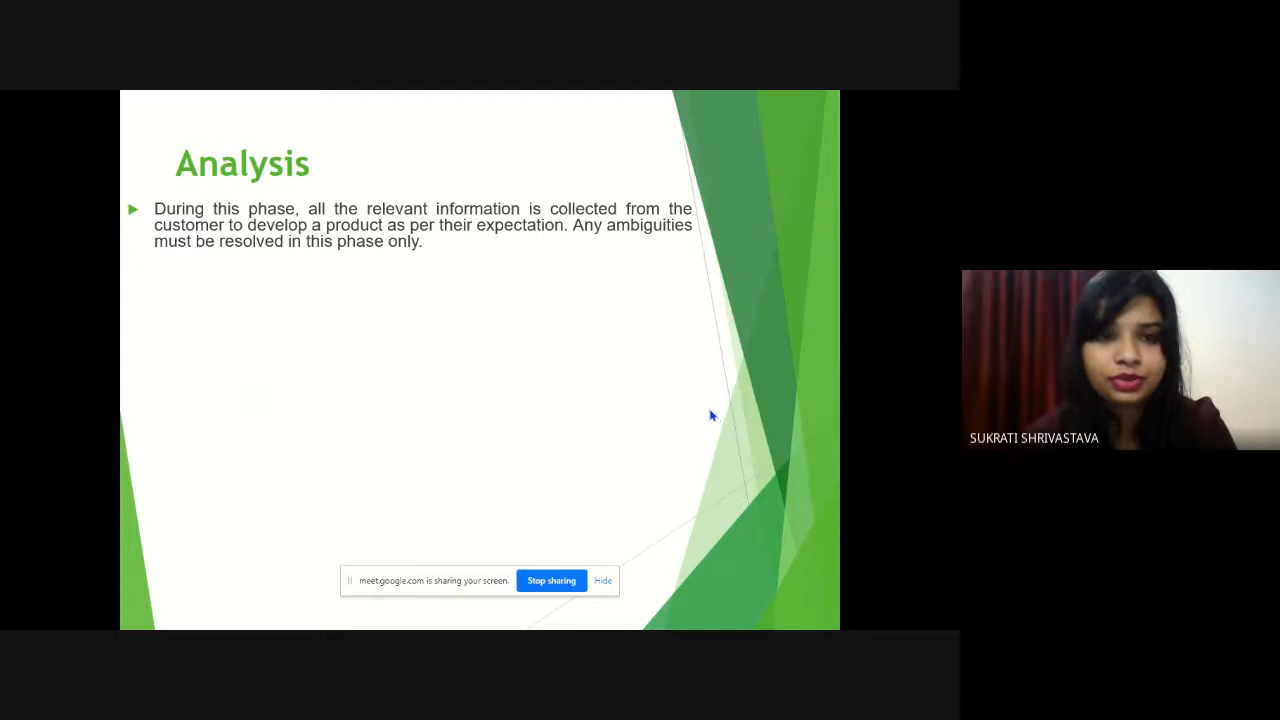 Analysis
During this phase, all the relevant information is collected from the
customer to develop a product as per their expectation. Any ambiguities
must be resolved in this phase only.
SUKRATI SHRIVASTAVA
meet.google.com is sharing your screen. Stop sharing Hide